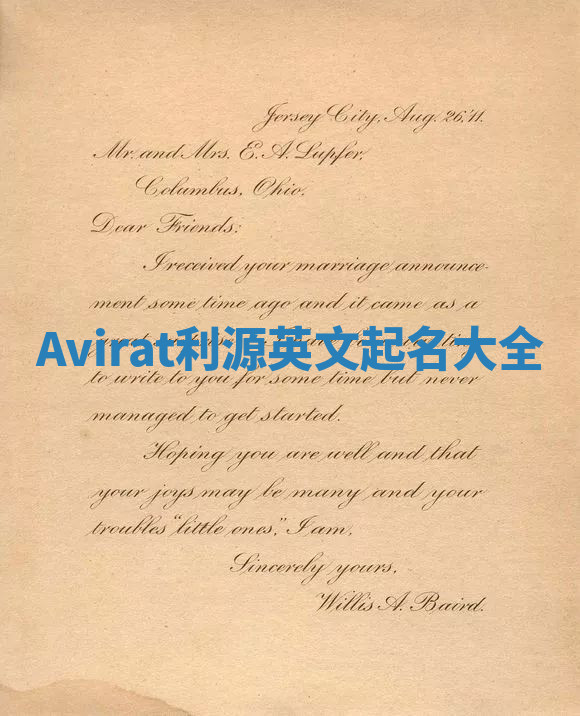 Jersey City, Aug. 26, '11.
Mr. and Mrs. E. A. Lupfer,
Columbus, Ohio.
Dear Friends:
I received your marriage announce-
ment some time ago and it came as a
Avirat利源英文起名大全
to write to you for some time but never
managed to get started.
Hoping you are well and that
your joys may be many and your
troubles "little ones," I am,
Sincerely yours,
Willis A. Baird.